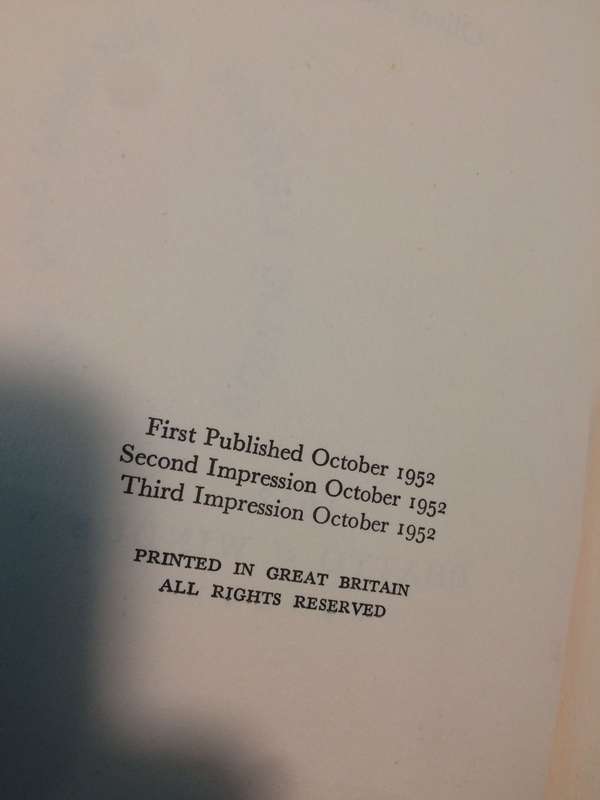 First Published October 1952
Second Impression October 1952
Third Impression October 1952
PRINTED IN GREAT BRITAIN
ALL RIGHTS RESERVED